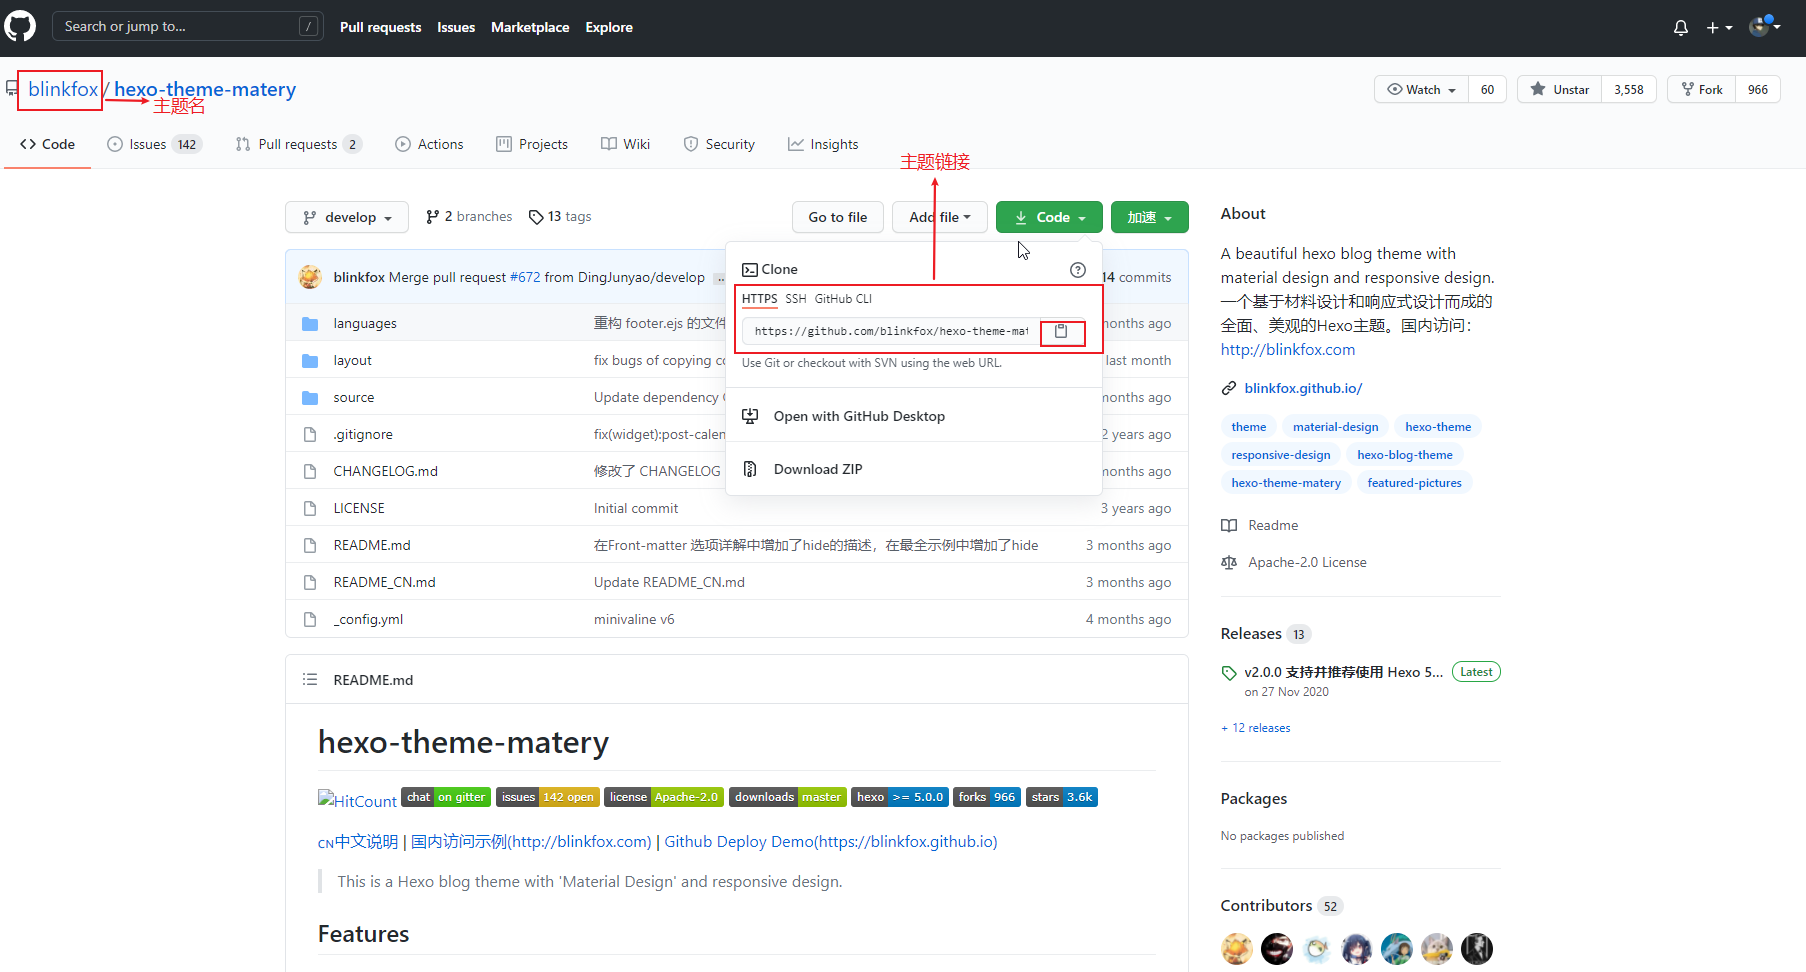 Search or jump to...
/
Pull requests
Issues
Marketplace
Explore
blinkfox / hexo-theme-matery
主题名
Watch 60
Unstar 3,558
Fork 966
Code
Issues 142
Pull requests 2
Actions
Projects
Wiki
Security
Insights
主题链接
develop
2 branches
13 tags
Go to file
Add file
Code
加速
blinkfox Merge pull request #672 from DingJunyao/develop ...
14 commits
languages 重构 footer.ejs 的文件 months ago
layout fix bugs of copying last month
source Update dependency months ago
.gitignore fix(widget):post-calen 2 years ago
CHANGELOG.md 修改了 CHANGELOG months ago
LICENSE Initial commit 3 years ago
README.md 在Front-matter 选项详解中增加了hide的描述，在最全示例中增加了hide 3 months ago
README_CN.md Update README_CN.md 3 months ago
_config.yml minivaline v6 4 months ago
Clone
HTTPS SSH GitHub CLI
https://github.com/blinkfox/hexo-theme-mat
Use Git or checkout with SVN using the web URL.
Open with GitHub Desktop
Download ZIP
README.md
hexo-theme-matery
HitCount chat on gitter issues 142 open license Apache-2.0 downloads master hexo >= 5.0.0 forks 966 stars 3.6k
CN中文说明 | 国内访问示例(http://blinkfox.com) | Github Deploy Demo(https://blinkfox.github.io)
This is a Hexo blog theme with 'Material Design' and responsive design.
Features
About
A beautiful hexo blog theme with
material design and responsive design.
一个基于材料设计和响应式设计而成的
全面、美观的Hexo主题。国内访问：
http://blinkfox.com
blinkfox.github.io/
theme material-design hexo-theme
responsive-design hexo-blog-theme
hexo-theme-matery featured-pictures
Readme
Apache-2.0 License
Releases 13
v2.0.0 支持并推荐使用 Hexo 5... Latest
on 27 Nov 2020
+ 12 releases
Packages
No packages published
Contributors 52